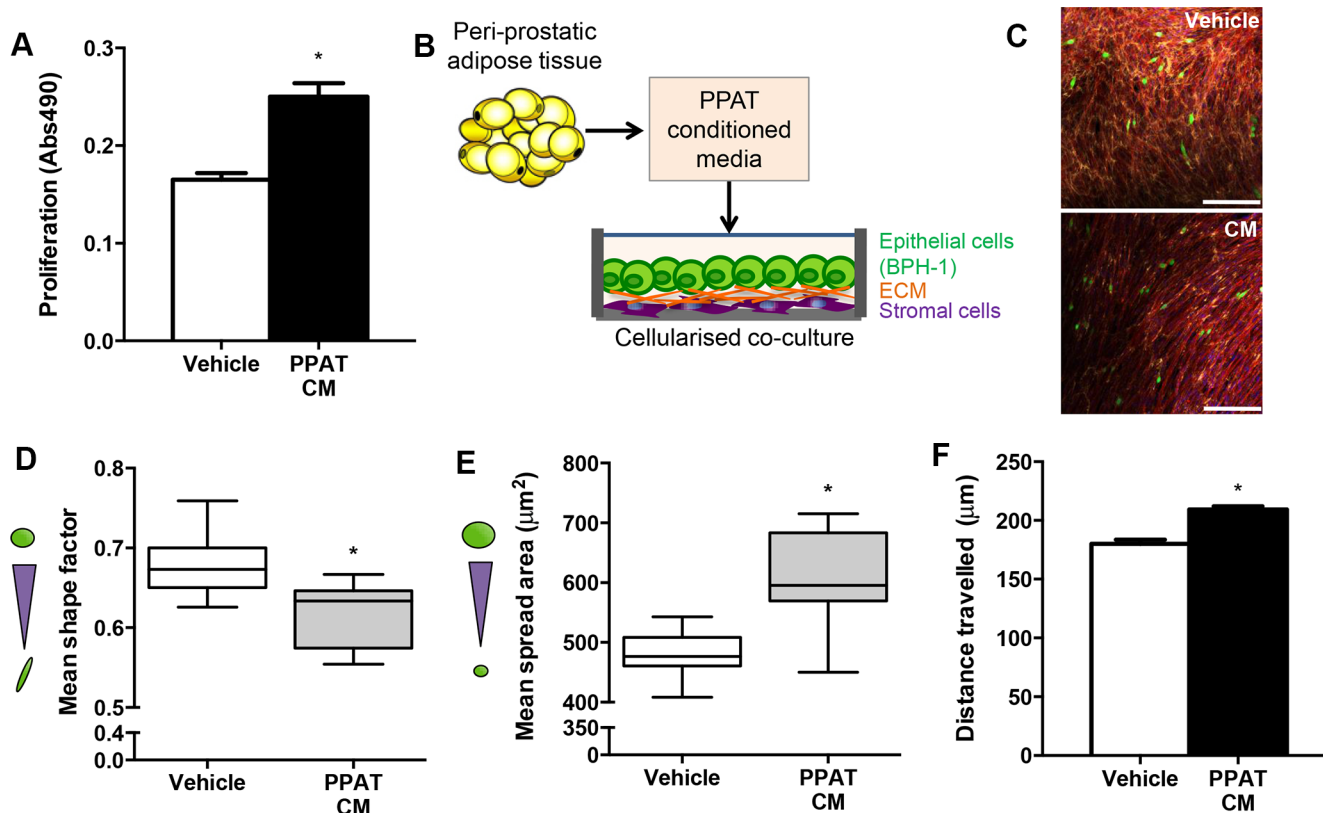 A
Proliferation (Abs490)
0.3
0.2
0.1
0.0
*
Vehicle
PPAT
CM
B
Peri-prostatic
adipose tissue
PPAT
conditioned
media
Epithelial cells
(BPH-1)
ECM
Stromal cells
Cellularised co-culture
C
Vehicle
CM
D
Mean shape factor
0.8
0.7
0.6
0.5
0.4
0.0
*
Vehicle
PPAT
CM
E
Mean spread area (μm²)
800
700
600
500
400
350
0
*
Vehicle
PPAT
CM
F
Distance travelled (μm)
250
200
150
100
50
0
*
Vehicle
PPAT
CM